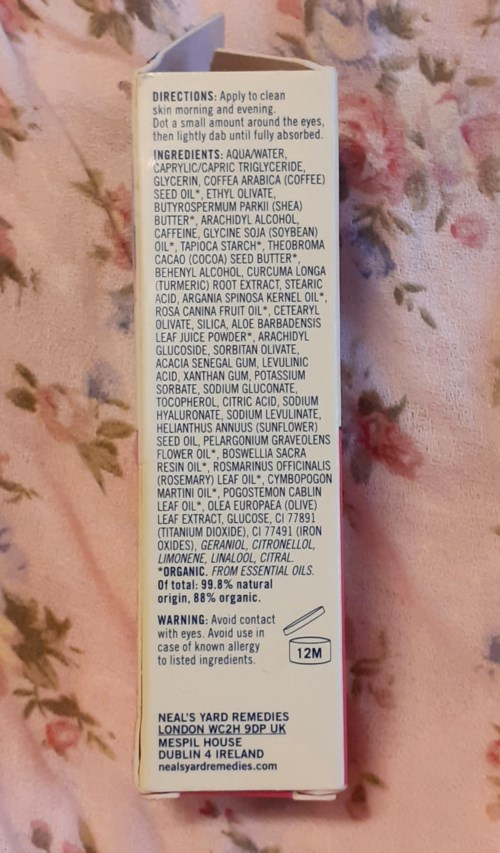 DIRECTIONS: Apply to clean
skin morning and evening.
Dot a small amount around the eyes,
then lightly dab until fully absorbed.
INGREDIENTS: AQUA/WATER,
CAPRYLIC/CAPRIC TRIGLYCERIDE,
GLYCERIN, COFFEA ARABICA (COFFEE)
SEED OIL*, ETHYL OLIVATE,
BUTYROSPERMUM PARKII (SHEA)
BUTTER*, ARACHIDYL ALCOHOL,
CAFFEINE, GLYCINE SOJA (SOYBEAN)
OIL*, TAPIOCA STARCH*, THEOBROMA
CACAO (COCOA) SEED BUTTER*,
BEHENYL ALCOHOL, CURCUMA LONGA
(TURMERIC) ROOT EXTRACT, STEARIC
ACID, ARGANIA SPINOSA KERNEL OIL*,
ROSA CANINA FRUIT OIL*, CETEARYL
OLIVATE, SILICA, ALOE BARBADENSIS
LEAF JUICE POWDER*, ARACHIDYL
GLUCOSIDE, SORBITAN OLIVATE,
ACACIA SENEGAL GUM, LEVULINIC
ACID, XANTHAN GUM, POTASSIUM
SORBATE, SODIUM GLUCONATE,
TOCOPHEROL, CITRIC ACID, SODIUM
HYALURONATE, SODIUM LEVULINATE,
HELIANTHUS ANNUUS (SUNFLOWER)
SEED OIL, PELARGONIUM GRAVEOLENS
FLOWER OIL*, BOSWELLIA SACRA
RESIN OIL*, ROSMARINUS OFFICINALIS
(ROSEMARY) LEAF OIL*, CYMBOPOGON
MARTINI OIL*, POGOSTEMON CABLIN
LEAF OIL*, OLEA EUROPAEA (OLIVE)
LEAF EXTRACT, GLUCOSE, CI 77891
(TITANIUM DIOXIDE), CI 77491 (IRON
OXIDES), GERANIOL, CITRONELLOL,
LIMONENE, LINALOOL, CITRAL.
*ORGANIC. FROM ESSENTIAL OILS.
Of total: 99.8% natural
origin, 88% organic.
WARNING: Avoid contact
with eyes. Avoid use in
case of known allergy
to listed ingredients.
12M
NEAL'S YARD REMEDIES
LONDON WC2H 9DP UK
MESPIL HOUSE
DUBLIN 4 IRELAND
nealsyardremedies.com